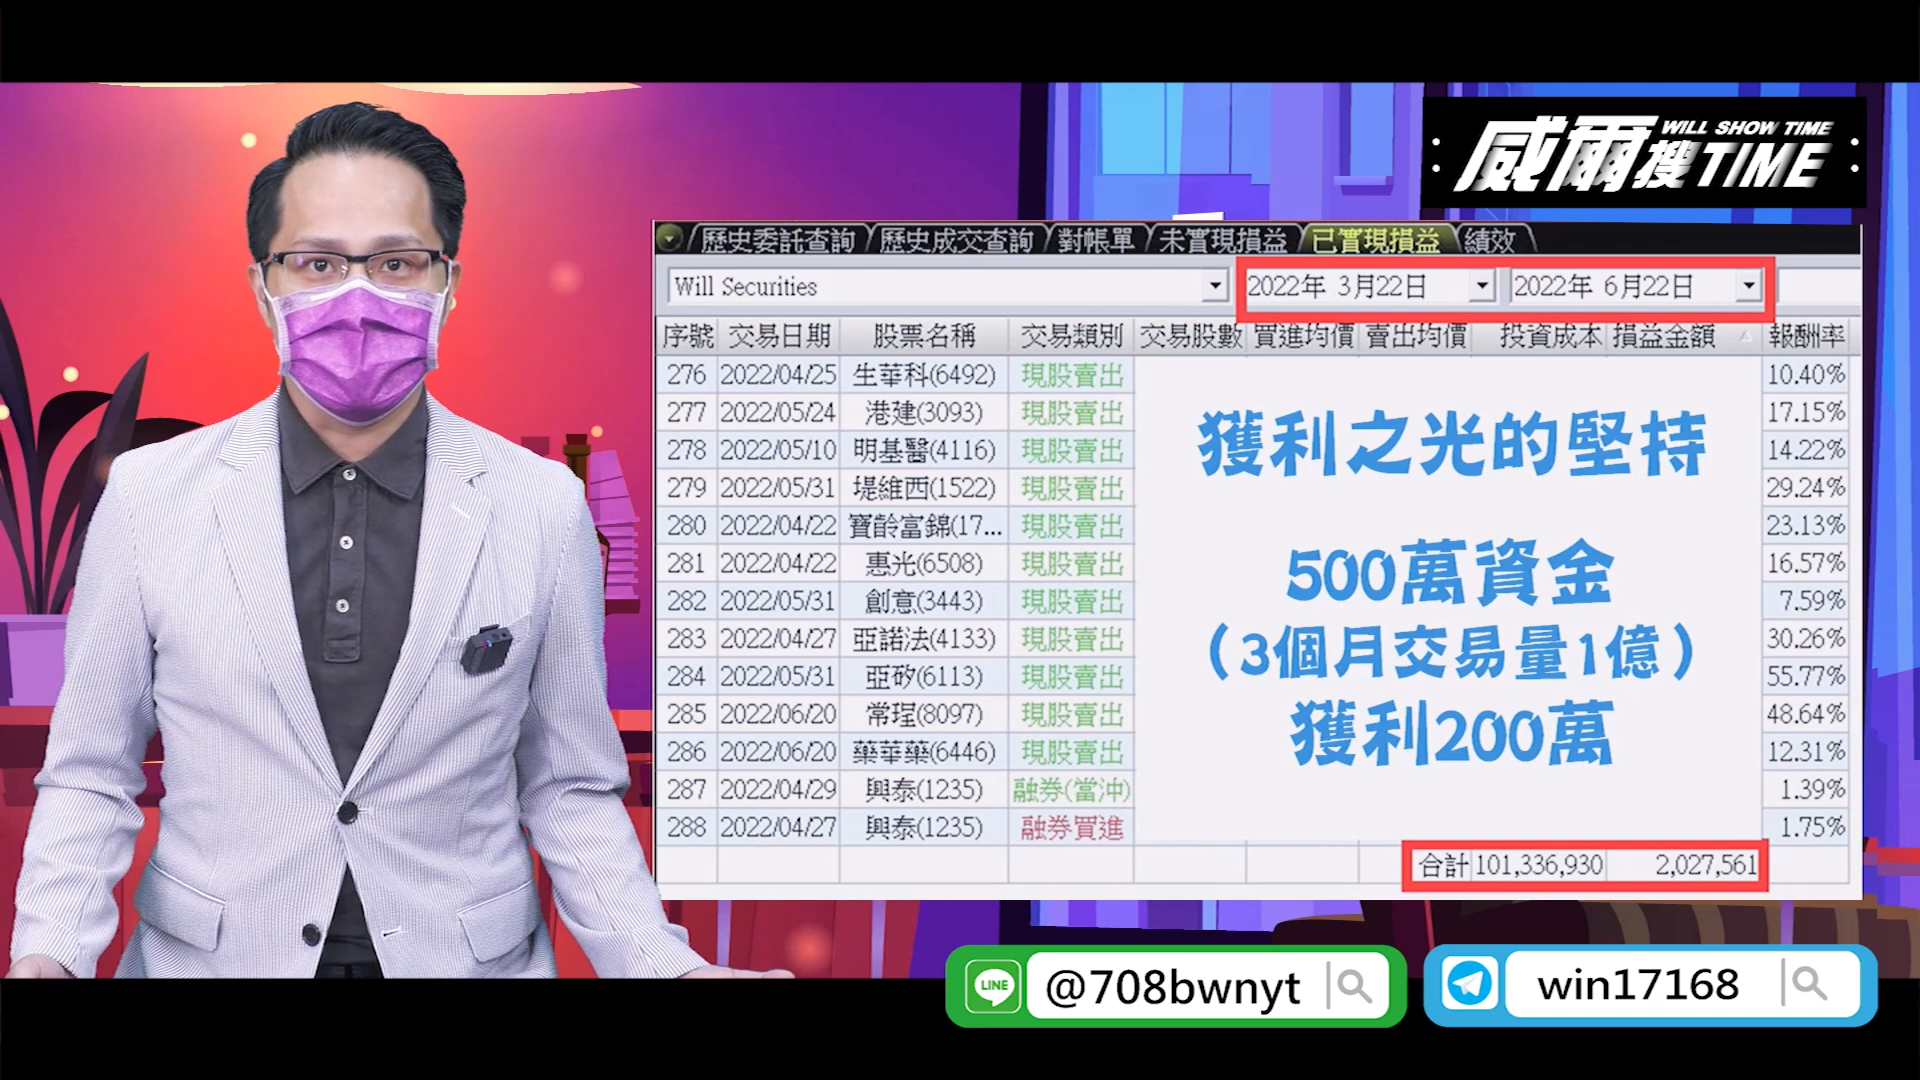 威爾搜TIME
WILL SHOW TIME
歷史委託查詢 歷史成交查詢 對帳單 未實現損益 已實現損益 績效
Will Securities 2022年 3月22日 2022年 6月22日
序號 交易日期 股票名稱 交易類別 交易股數 買進均價 賣出均價 投資成本 損益金額 報酬率
276 2022/04/25 生華科(6492) 現股賣出 10.40%
277 2022/05/24 港建(3093) 現股賣出 17.15%
278 2022/05/10 明基醫(4116) 現股賣出 14.22%
279 2022/05/31 堤維西(1522) 現股賣出 29.24%
280 2022/04/22 寶齡富錦(17... 現股賣出 23.13%
281 2022/04/22 惠光(6508) 現股賣出 16.57%
282 2022/05/31 創意(3443) 現股賣出 7.59%
283 2022/04/27 亞諾法(4133) 現股賣出 30.26%
284 2022/05/31 亞矽(6113) 現股賣出 55.77%
285 2022/06/20 常珵(8097) 現股賣出 48.64%
286 2022/06/20 藥華藥(6446) 現股賣出 12.31%
287 2022/04/29 興泰(1235) 融券(當沖) 1.39%
288 2022/04/27 興泰(1235) 融券買進 1.75%
合計 101,336,930 2,027,561
獲利之光的堅持
500萬資金
（3個月交易量1億）
獲利200萬
LINE @708bwnyt
win17168